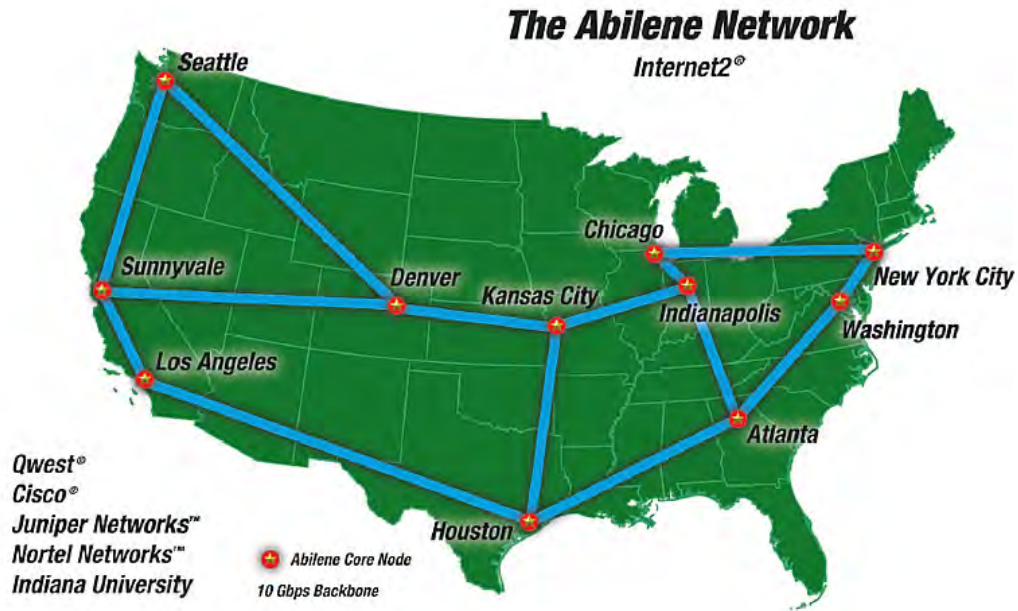 The Abilene Network
Internet2®
Seattle
Chicago
New York City
Sunnyvale
Denver
Kansas City
Indianapolis
Washington
Los Angeles
Atlanta
Houston
Qwest®
Cisco®
Juniper Networks™
Nortel Networks™
Indiana University
Abilene Core Node
10 Gbps Backbone